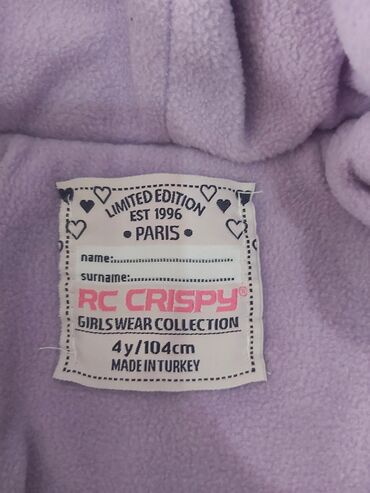 LIMITED EDITION
EST 1996
• PARIS •
name:
surname:
RC CRISPY®
GIRLS WEAR COLLECTION
4y/104cm
MADE IN TURKEY